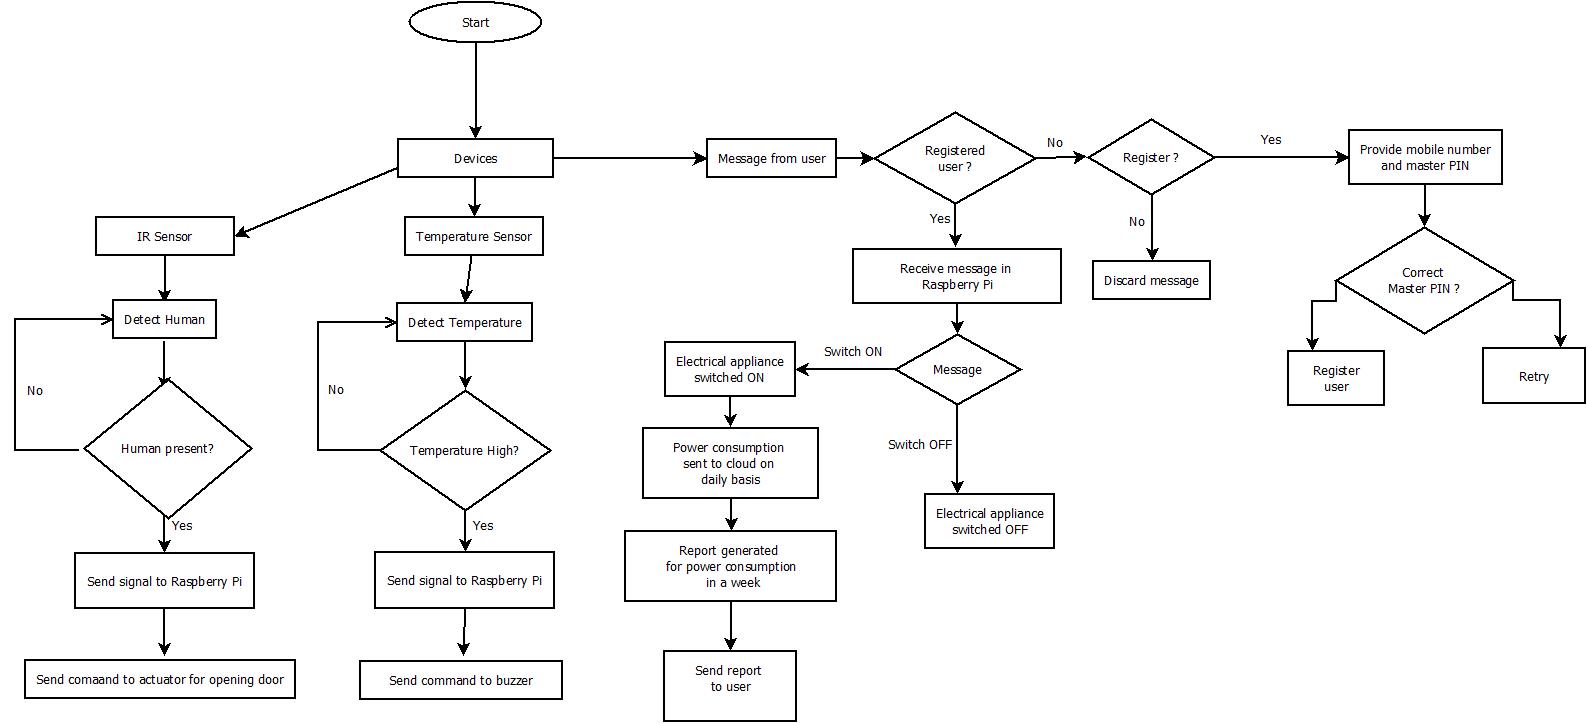 Start
Devices
Message from user
Registered
user ?
No
Register ?
Yes
Provide mobile number
and master PIN
IR Sensor
Temperature Sensor
Yes
No
Receive message in
Raspberry Pi
Discard message
Correct
Master PIN ?
Detect Human
Detect Temperature
Electrical appliance
switched ON
Switch ON
Message
Register
user
Retry
No
No
Human present?
Temperature High?
Power consumption
sent to cloud on
daily basis
Switch OFF
Electrical appliance
switched OFF
Yes
Yes
Report generated
for power consumption
in a week
Send signal to Raspberry Pi
Send signal to Raspberry Pi
Send comaand to actuator for opening door
Send command to buzzer
Send report
to user